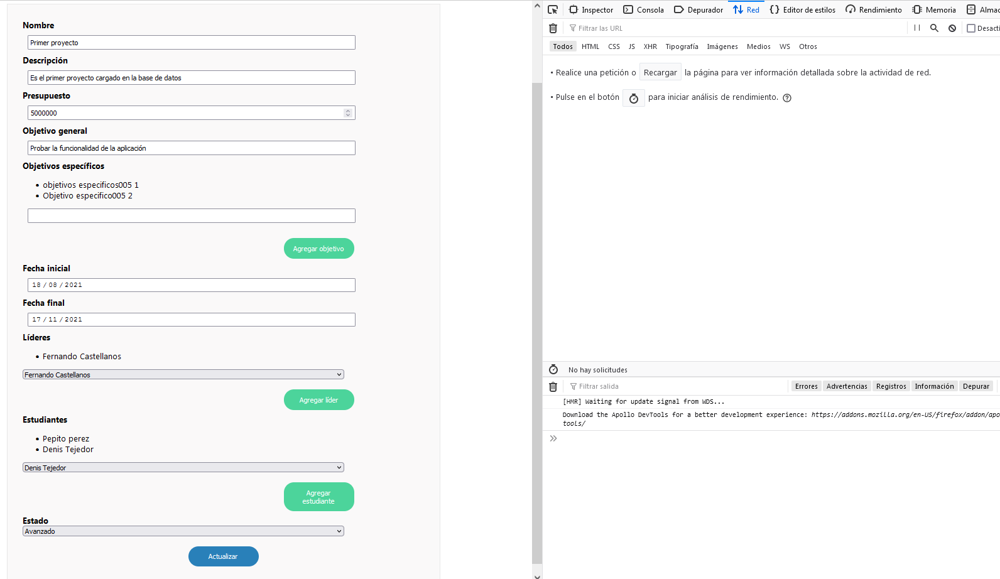 Nombre
Primer proyecto
Descripción
Es el primer proyecto cargado en la base de datos
Presupuesto
5000000
Objetivo general
Probar la funcionalidad de la aplicación
Objetivos específicos
• objetivos especificos005 1
• Objetivo especifico005 2
Agregar objetivo
Fecha inicial
18 / 08 / 2021
Fecha final
17 / 11 / 2021
Líderes
• Fernando Castellanos
Fernando Castellanos
Agregar líder
Estudiantes
• Pepito perez
• Denis Tejedor
Denis Tejedor
Agregar
estudiante
Estado
Avanzado
Actualizar
Inspector Consola Depurador Red Editor de estilos Rendimiento Memoria Almac
Filtrar las URL Desacti
Todos HTML CSS JS XHR Tipografía Imágenes Medios WS Otros
• Realice una petición o Recargar la página para ver información detallada sobre la actividad de red.
• Pulse en el botón para iniciar análisis de rendimiento.
No hay solicitudes
Filtrar salida Errores Advertencias Registros Información Depurar
[HMR] Waiting for update signal from WDS...
Download the Apollo DevTools for a better development experience: https://addons.mozilla.org/en-US/firefox/addon/apo
tools/